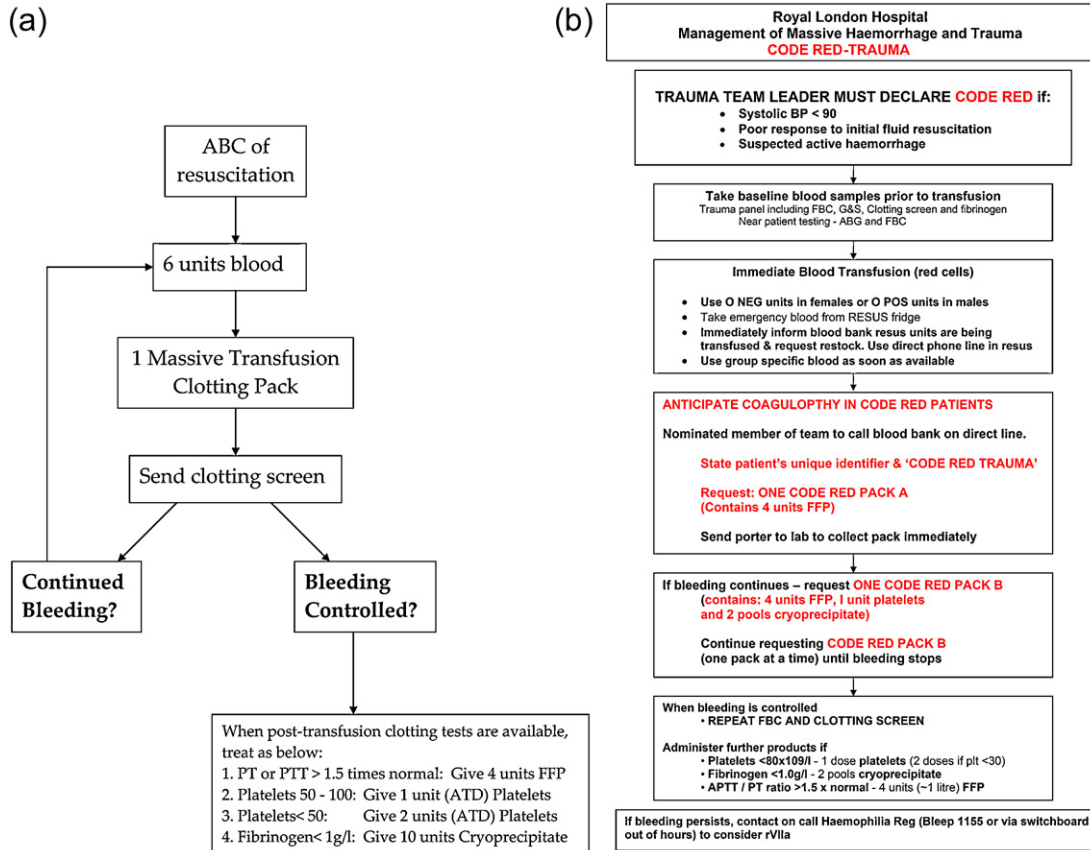 (a)
ABC of
resuscitation
6 units blood
1 Massive Transfusion
Clotting Pack
Send clotting screen
Continued
Bleeding?
Bleeding
Controlled?
When post-transfusion clotting tests are available,
treat as below:
1. PT or PTT > 1.5 times normal: Give 4 units FFP
2. Platelets 50 - 100: Give 1 unit (ATD) Platelets
3. Platelets< 50: Give 2 units (ATD) Platelets
4. Fibrinogen< 1g/l: Give 10 units Cryoprecipitate
(b)
Royal London Hospital
Management of Massive Haemorrhage and Trauma
CODE RED-TRAUMA
TRAUMA TEAM LEADER MUST DECLARE CODE RED if:
• Systolic BP < 90
• Poor response to initial fluid resuscitation
• Suspected active haemorrhage
Take baseline blood samples prior to transfusion
Trauma panel including FBC, G&S, Clotting screen and fibrinogen
Near patient testing - ABG and FBC
Immediate Blood Transfusion (red cells)
• Use O NEG units in females or O POS units in males
• Take emergency blood from RESUS fridge
• Immediately inform blood bank resus units are being
transfused & request restock. Use direct phone line in resus
• Use group specific blood as soon as available
ANTICIPATE COAGULOPTHY IN CODE RED PATIENTS
Nominated member of team to call blood bank on direct line.
State patient's unique identifier & 'CODE RED TRAUMA'
Request: ONE CODE RED PACK A
(Contains 4 units FFP)
Send porter to lab to collect pack immediately
If bleeding continues – request ONE CODE RED PACK B
(contains: 4 units FFP, I unit platelets
and 2 pools cryoprecipitate)
Continue requesting CODE RED PACK B
(one pack at a time) until bleeding stops
When bleeding is controlled
• REPEAT FBC AND CLOTTING SCREEN
Administer further products if
• Platelets <80x109/l - 1 dose platelets (2 doses if plt <30)
• Fibrinogen <1.0g/l - 2 pools cryoprecipitate
• APTT / PT ratio >1.5 x normal - 4 units (~1 litre) FFP
If bleeding persists, contact on call Haemophilia Reg (Bleep 1155 or via switchboard
out of hours) to consider rVIIa